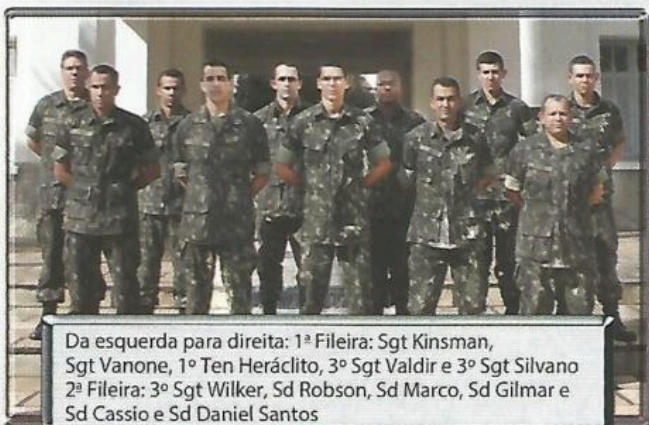 Da esquerda para direita: 1ª Fileira: Sgt Kinsman,
Sgt Vanone, 1º Ten Heráclito, 3º Sgt Valdir e 3º Sgt Silvano
2ª Fileira: 3º Sgt Wilker, Sd Robson, Sd Marco, Sd Gilmar e
Sd Cassio e Sd Daniel Santos